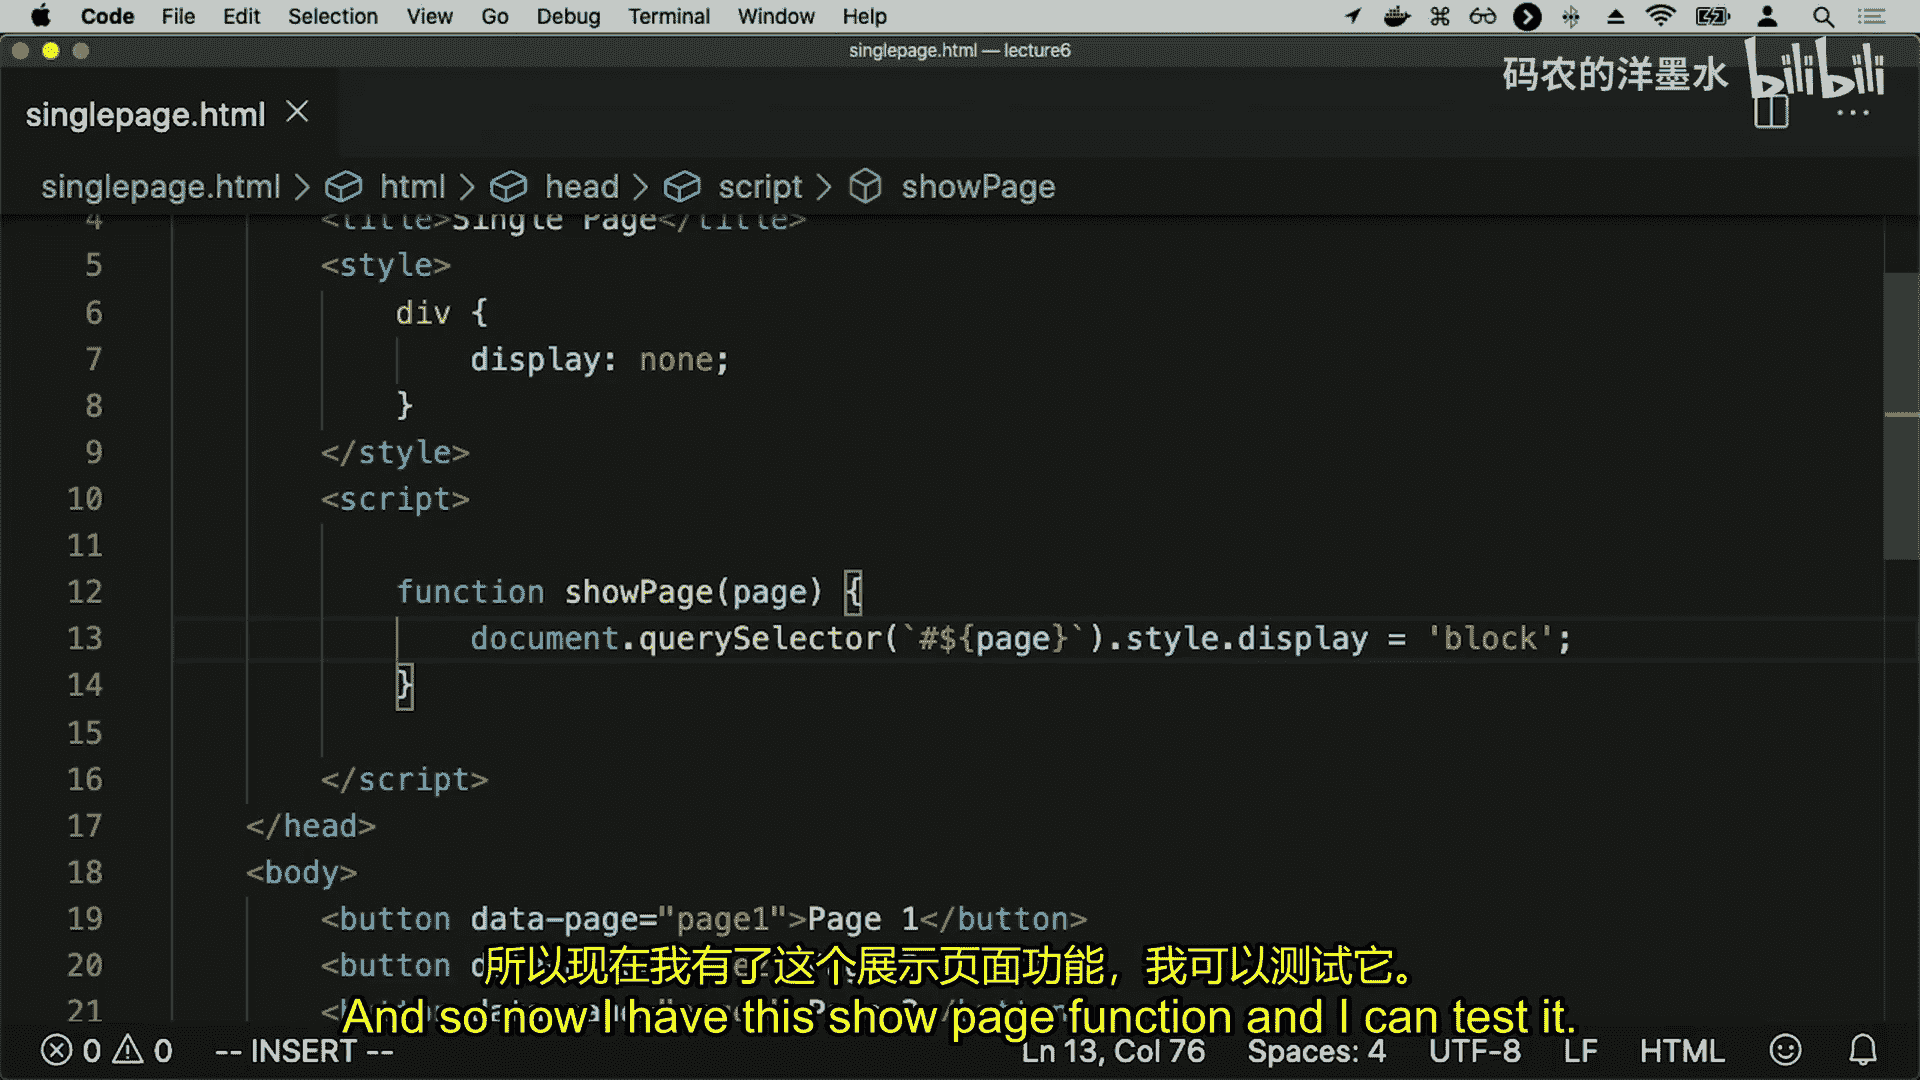 Code File Edit Selection View Go Debug Terminal Window Help
singlepage.html — lecture6
码农的洋墨水 bilibili
singlepage.html
singlepage.html > html > head > script > showPage
4 <title>Single Page</title>
5 <style>
6 div {
7 display: none;
8 }
9 </style>
10 <script>
11
12 function showPage(page) {
13 document.querySelector(`#${page}`).style.display = 'block';
14 }
15
16 </script>
17 </head>
18 <body>
19 <button data-page="page1">Page 1</button>
20 <button
所以现在我有了这个展示页面功能，我可以测试它。
21
And so now I have this show page function and I can test it.
0 0 -- INSERT -- Ln 13, Col 76 Spaces: 4 UTF-8 LF HTML